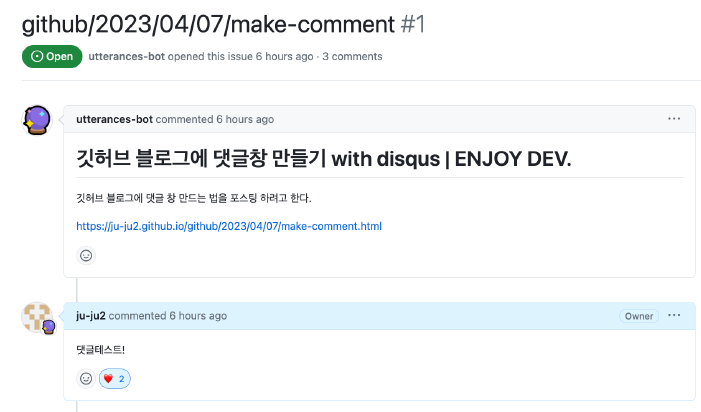 github/2023/04/07/make-comment #1
Open utterances-bot opened this issue 6 hours ago · 3 comments
utterances-bot commented 6 hours ago
깃허브 블로그에 댓글창 만들기 with disqus | ENJOY DEV.
깃허브 블로그에 댓글 창 만드는 법을 포스팅 하려고 한다.
https://ju-ju2.github.io/github/2023/04/07/make-comment.html
ju-ju2 commented 6 hours ago Owner
댓글테스트!
2